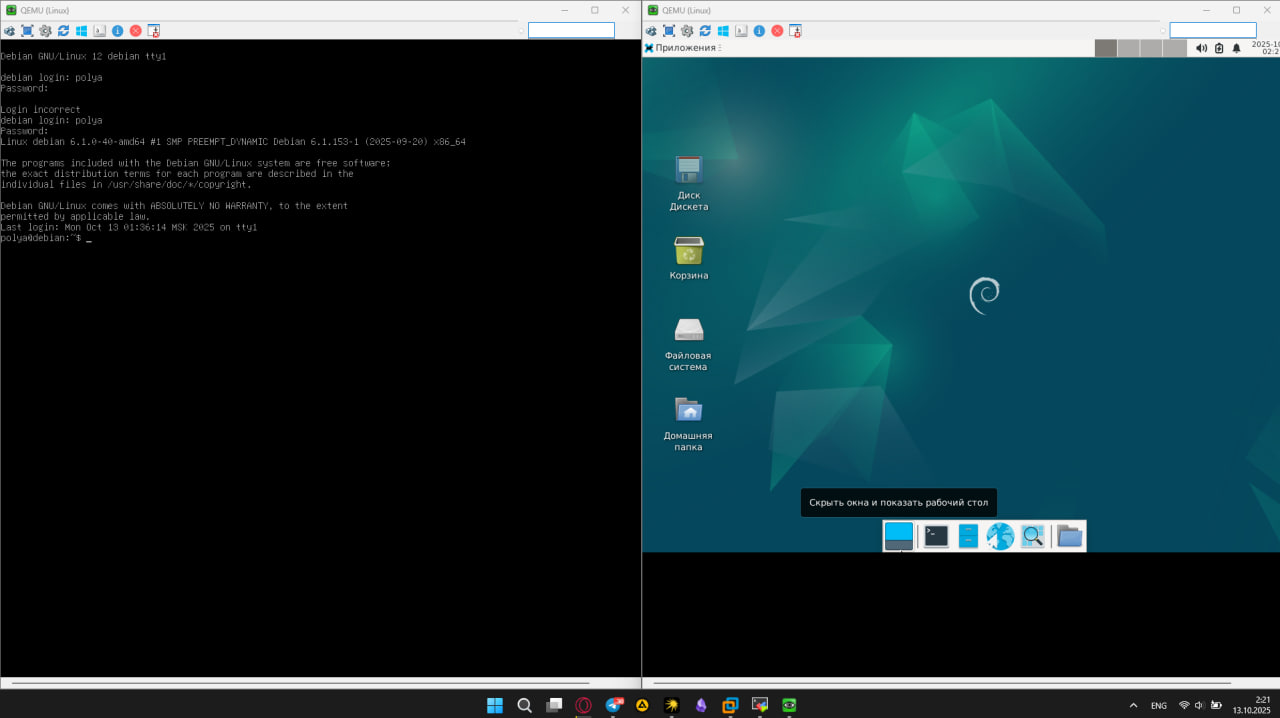 QEMU (Linux)
Debian GNU/Linux 12 debian tty1
debian login: polya
Password:
Login incorrect
debian login: polya
Password:
Linux debian 6.1.0-40-amd64 #1 SMP PREEMPT_DYNAMIC Debian 6.1.153-1 (2025-09-20) x86_64
The programs included with the Debian GNU/Linux system are free software;
the exact distribution terms for each program are described in the
individual files in /usr/share/doc/*/copyright.
Debian GNU/Linux comes with ABSOLUTELY NO WARRANTY, to the extent
permitted by applicable law.
Last login: Mon Oct 13 01:36:14 MSK 2025 on tty1
polya@debian:~$ _
QEMU (Linux)
Приложения
2025-10
02:2
Диск
Дискета
Корзина
Файловая
система
Домашняя
папка
Скрыть окна и показать рабочий стол
ENG
2:21
13.10.2025